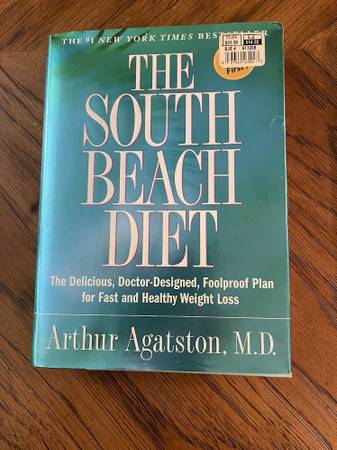 THE #1 NEW YORK TIMES BEST
THE
SOUTH
BEACH
DIET
The Delicious, Doctor-Designed, Foolproof Plan
for Fast and Healthy Weight Loss
Arthur Agatston, M.D.